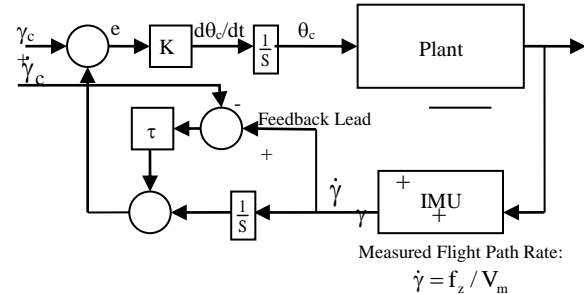 γc e K dθc/dt 1/S θc Plant
+
γ̇c
-
Feedback Lead
τ
+
γ̇
γ
1/S
+ IMU
+
Measured Flight Path Rate:
γ̇ = fz / Vm